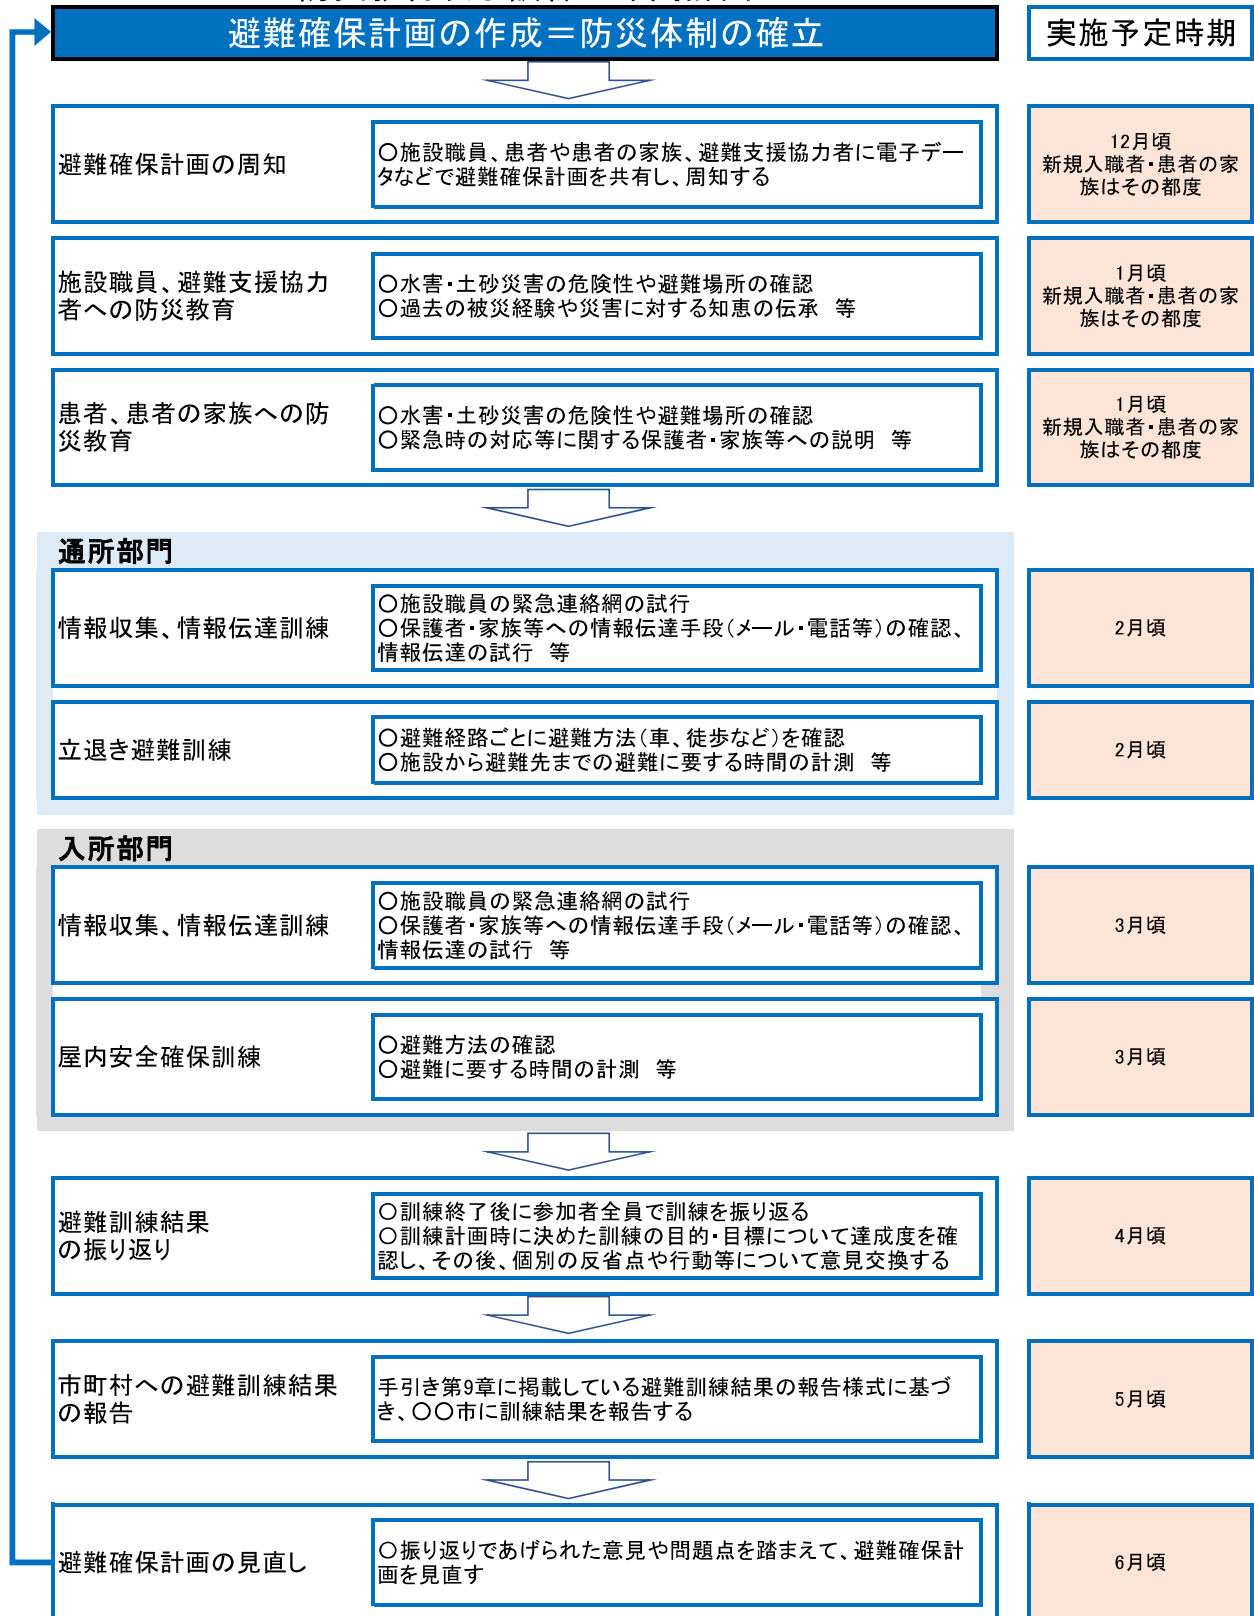 避難確保計画の作成＝防災体制の確立
実施予定時期
避難確保計画の周知
○施設職員、患者や患者の家族、避難支援協力者に電子デー
タなどで避難確保計画を共有し、周知する
12月頃
新規入職者・患者の家
族はその都度
施設職員、避難支援協力
者への防災教育
○水害・土砂災害の危険性や避難場所の確認
○過去の被災経験や災害に対する知恵の伝承　等
1月頃
新規入職者・患者の家
族はその都度
患者、患者の家族への防
災教育
○水害・土砂災害の危険性や避難場所の確認
○緊急時の対応等に関する保護者・家族等への説明　等
1月頃
新規入職者・患者の家
族はその都度
通所部門
情報収集、情報伝達訓練
○施設職員の緊急連絡網の試行
○保護者・家族等への情報伝達手段（メール・電話等）の確認、
情報伝達の試行　等
2月頃
立退き避難訓練
○避難経路ごとに避難方法（車、徒歩など）を確認
○施設から避難先までの避難に要する時間の計測　等
2月頃
入所部門
情報収集、情報伝達訓練
○施設職員の緊急連絡網の試行
○保護者・家族等への情報伝達手段（メール・電話等）の確認、
情報伝達の試行　等
3月頃
屋内安全確保訓練
○避難方法の確認
○避難に要する時間の計測　等
3月頃
避難訓練結果
の振り返り
○訓練終了後に参加者全員で訓練を振り返る
○訓練計画時に決めた訓練の目的・目標について達成度を確
認し、その後、個別の反省点や行動等について意見交換する
4月頃
市町村への避難訓練結果
の報告
手引き第9章に掲載している避難訓練結果の報告様式に基づ
き、○○市に訓練結果を報告する
5月頃
避難確保計画の見直し
○振り返りであげられた意見や問題点を踏まえて、避難確保計
画を見直す
6月頃